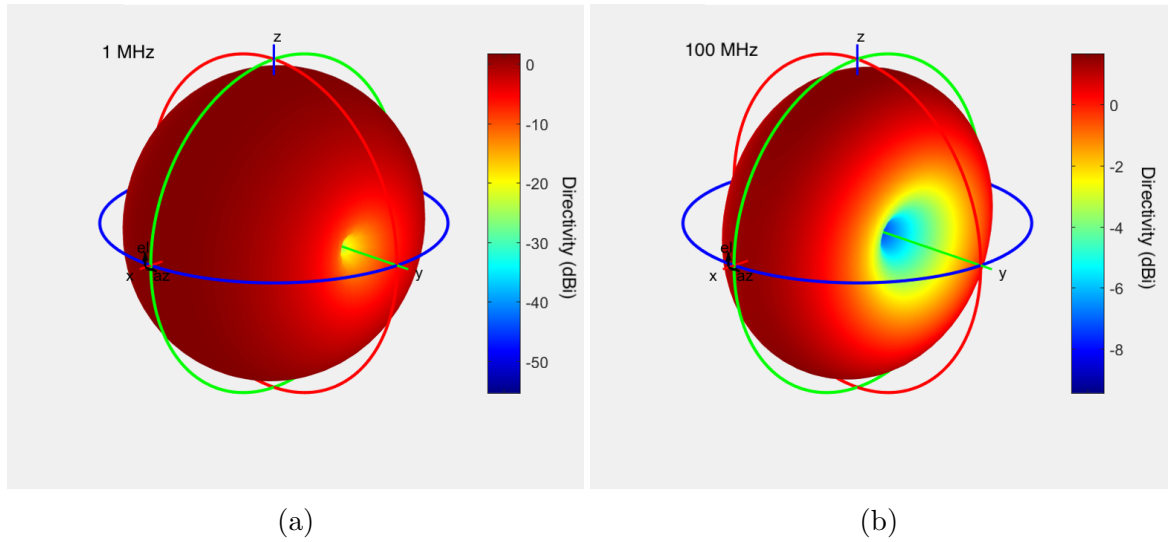 1 MHz
z
0
-10
-20
-30
-40
-50
Directivity (dBi)
el
x
az
y
(a)
100 MHz
z
0
-2
-4
-6
-8
Directivity (dBi)
el
x
az
y
(b)